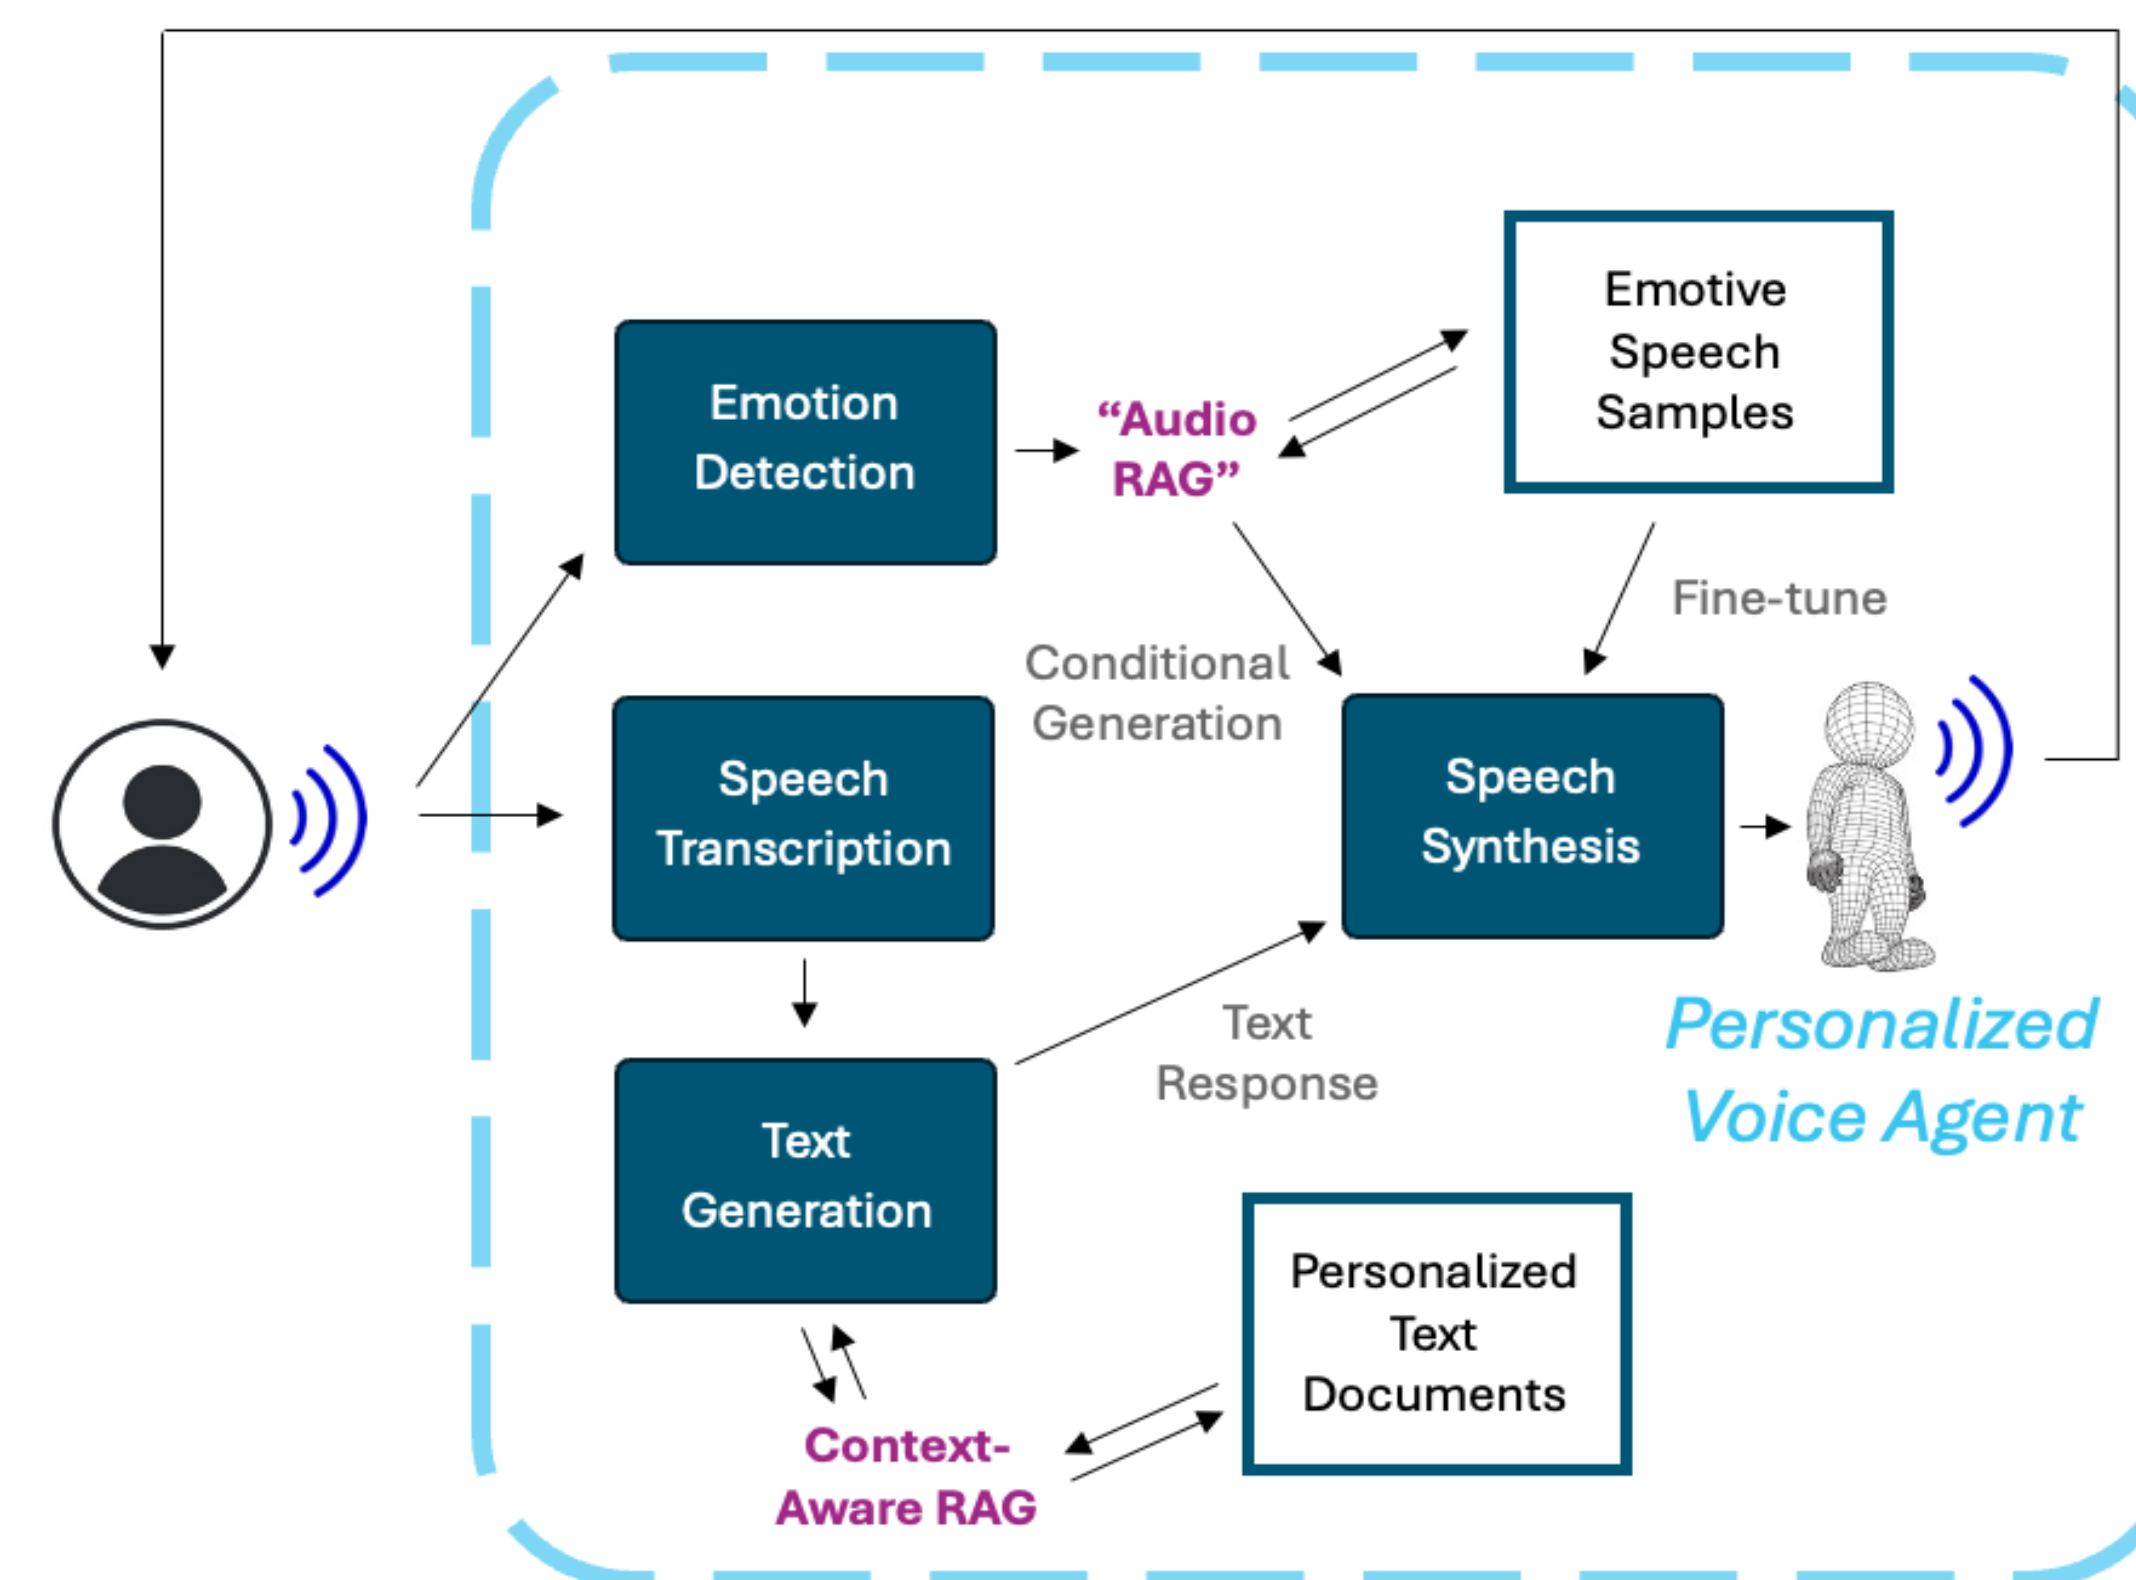 Emotive
Speech
Samples
Emotion
Detection
“Audio
RAG”
Fine-tune
Conditional
Generation
Speech
Transcription
Speech
Synthesis
Text
Response
Personalized
Voice Agent
Text
Generation
Personalized
Text
Documents
Context-
Aware RAG